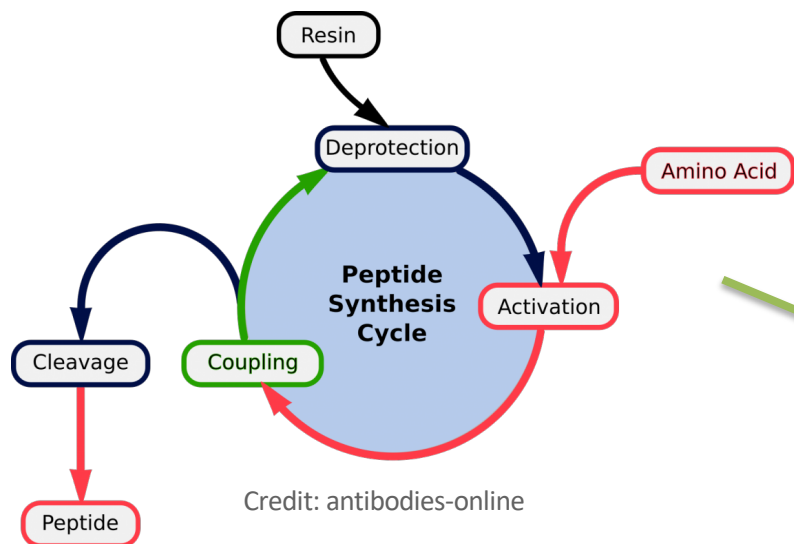 Resin
Deprotection
Amino Acid
Peptide
Synthesis
Cycle
Activation
Cleavage
Coupling
Credit: antibodies-online
Peptide